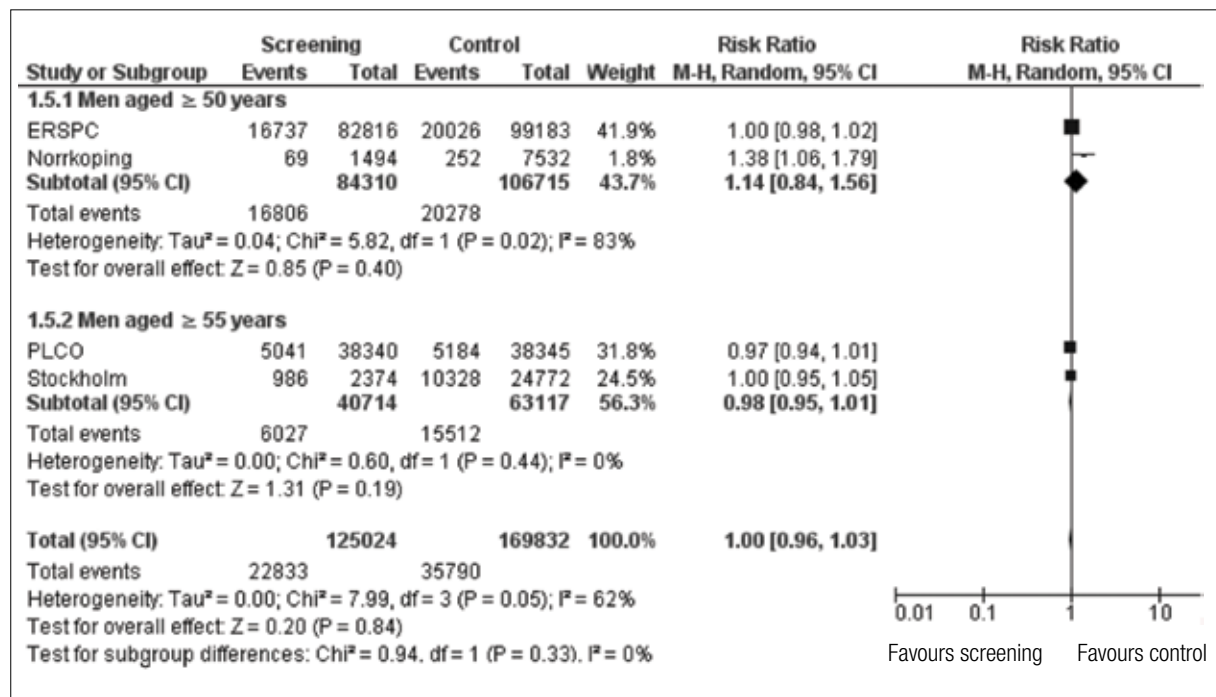 Screening Control Risk Ratio Risk Ratio
Study or Subgroup Events Total Events Total Weight M-H, Random, 95% CI M-H, Random, 95% CI
1.5.1 Men aged ≥ 50 years
ERSPC 16737 82816 20026 99183 41.9% 1.00 [0.98, 1.02]
Norrkoping 69 1494 252 7532 1.8% 1.38 [1.06, 1.79]
Subtotal (95% CI) 84310 106715 43.7% 1.14 [0.84, 1.56]
Total events 16806 20278
Heterogeneity: Tau² = 0.04; Chi² = 5.82, df = 1 (P = 0.02); I² = 83%
Test for overall effect: Z = 0.85 (P = 0.40)
1.5.2 Men aged ≥ 55 years
PLCO 5041 38340 5184 38345 31.8% 0.97 [0.94, 1.01]
Stockholm 986 2374 10328 24772 24.5% 1.00 [0.95, 1.05]
Subtotal (95% CI) 40714 63117 56.3% 0.98 [0.95, 1.01]
Total events 6027 15512
Heterogeneity: Tau² = 0.00; Chi² = 0.60, df = 1 (P = 0.44); I² = 0%
Test for overall effect: Z = 1.31 (P = 0.19)
Total (95% CI) 125024 169832 100.0% 1.00 [0.96, 1.03]
Total events 22833 35790
Heterogeneity: Tau² = 0.00; Chi² = 7.99, df = 3 (P = 0.05); I² = 62%
Test for overall effect: Z = 0.20 (P = 0.84)
Test for subgroup differences: Chi² = 0.94, df = 1 (P = 0.33), I² = 0%
0.01 0.1 1 10
Favours screening Favours control